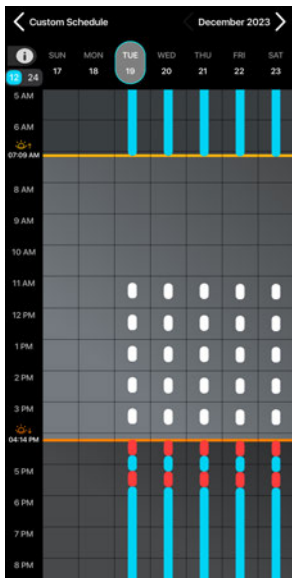 Custom Schedule
December 2023
i
SUN MON TUE WED THU FRI SAT
17 18 19 20 21 22 23
12 24
5 AM
6 AM
07:09 AM
8 AM
9 AM
10 AM
11 AM
12 PM
1 PM
2 PM
3 PM
04:14 PM
5 PM
6 PM
7 PM
8 PM